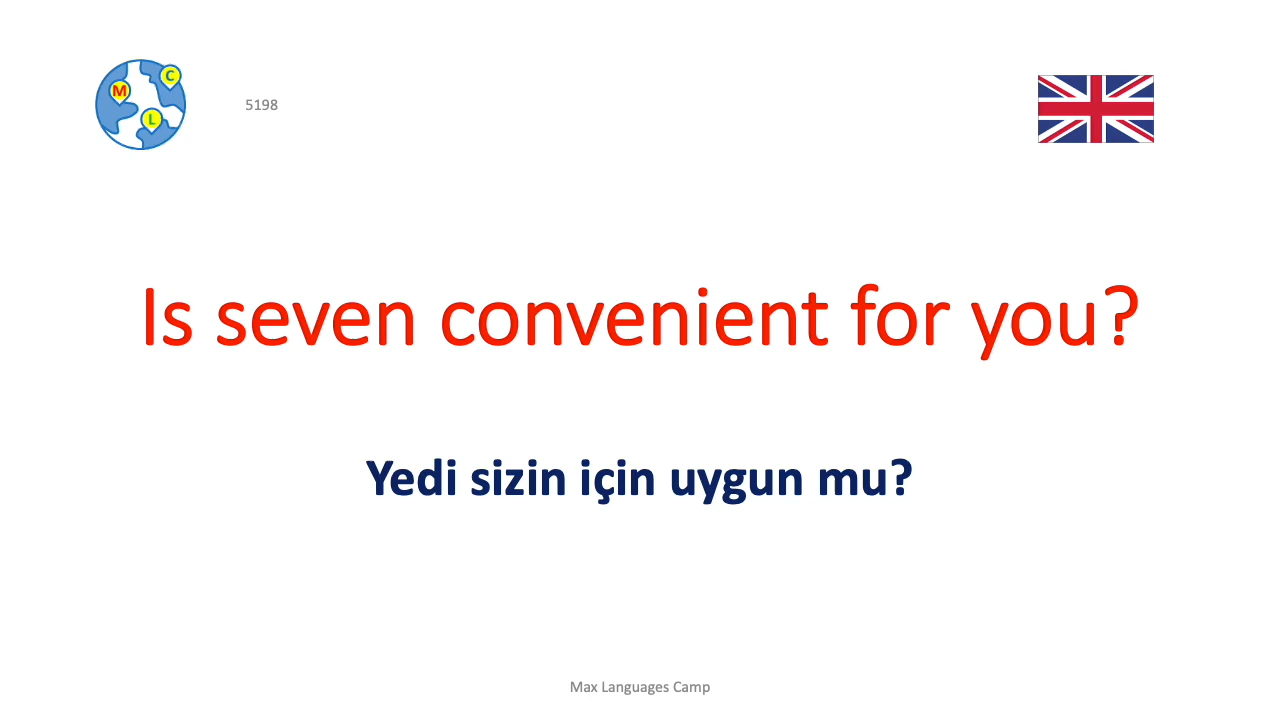 C
M
L
5198
Is seven convenient for you?
Yedi sizin için uygun mu?
Max Languages Camp